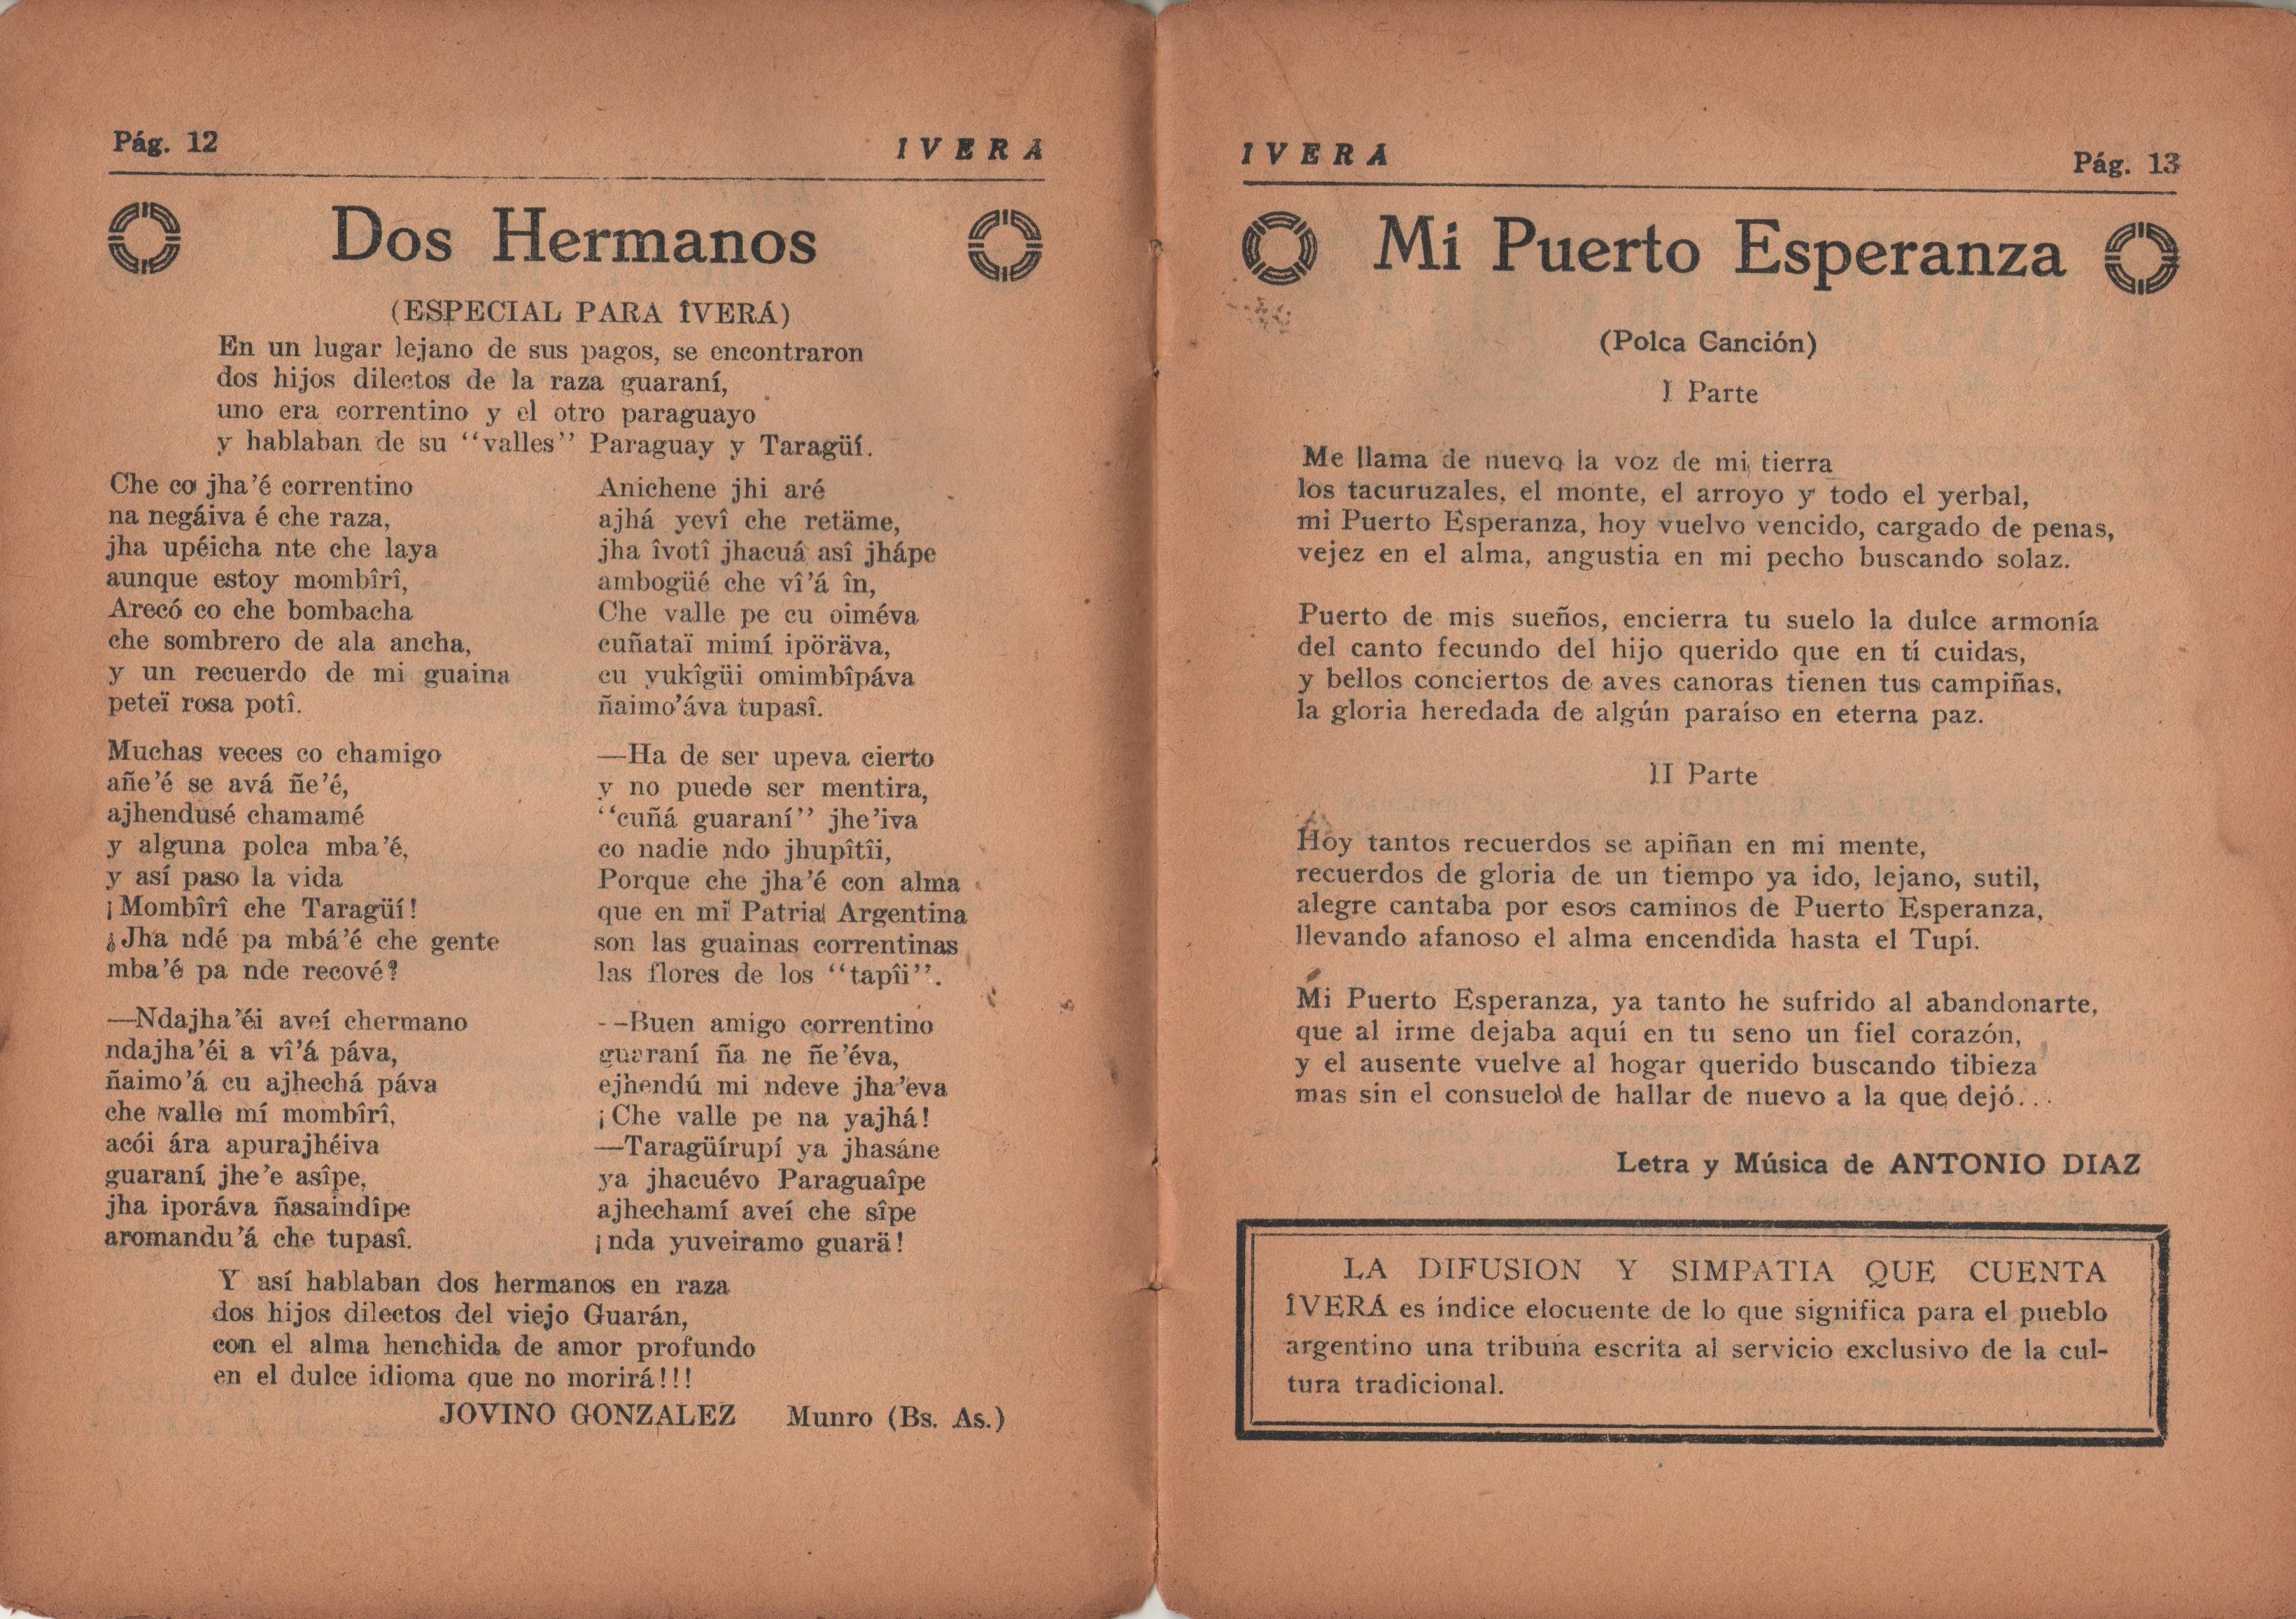 Pág. 12
IVERÁ
Dos Hermanos
(ESPECIAL PARA ÎVERÁ)
En un lugar lejano de sus pagos, se encontraron
dos hijos dilectos de la raza guaraní,
uno era correntino y el otro paraguayo
y hablaban de su "valles" Paraguay y Taragüí.
Che co jha'é correntino
na negáiva é che raza,
jha upéicha nte che laya
aunque estoy mombîrî,
Arecó co che bombacha
che sombrero de ala ancha,
y un recuerdo de mi guaina
peteï rosa potî.
Muchas veces co chamigo
añe'é se avá ñe'é,
ajhendusé chamamé
y alguna polca mba'é,
y así paso la vida
¡Mombîrî che Taragüí!
¿Jha ndé pa mbá'é che gente
mba'é pa nde recové?
—Ndajha'éi aveí chermano
ndajha'éi a vî'á páva,
ñaimo'á cu ajhechá páva
che valle mí mombîrî,
acói ára apurajhéiva
guaraní jhe'e asîpe,
jha iporáva ñasaindîpe
aromandu'á che tupasî.
Anichene jhi aré
ajhá yevî che retäme,
jha îvotî jhacuá asî jhápe
ambogüé che vî'á în,
Che valle pe cu oiméva
cuñataï mimí ipöräva,
cu yukîgüi omimbîpáva
ñaimo'áva tupasî.
—Ha de ser upeva cierto
y no puede ser mentira,
"cuñá guaraní" jhe'iva
co nadie ndo jhupîtîi,
Porque che jha'é con alma
que en mi Patria Argentina
son las guainas correntinas
las flores de los "tapîi".
--Buen amigo correntino
guaraní ña ne ñe'éva,
ejhendú mi ndeve jha'eva
¡Che valle pe na yajhá!
—Taragüírupí ya jhasáne
ya jhacuévo Paraguaîpe
ajhechamí aveí che sîpe
¡nda yuveiramo guarä!
Y así hablaban dos hermanos en raza
dos hijos dilectos del viejo Guarán,
con el alma henchida de amor profundo
en el dulce idioma que no morirá!!!
JOVINO GONZALEZ Munro (Bs. As.)
IVERÁ
Pág. 13
Mi Puerto Esperanza
(Polca Canción)
I Parte
Me llama de nuevo la voz de mi tierra
los tacuruzales, el monte, el arroyo y todo el yerbal,
mi Puerto Esperanza, hoy vuelvo vencido, cargado de penas,
vejez en el alma, angustia en mi pecho buscando solaz.
Puerto de mis sueños, encierra tu suelo la dulce armonía
del canto fecundo del hijo querido que en tí cuidas,
y bellos conciertos de aves canoras tienen tus campiñas,
la gloria heredada de algún paraíso en eterna paz.
II Parte
Hoy tantos recuerdos se apiñan en mi mente,
recuerdos de gloria de un tiempo ya ido, lejano, sutil,
alegre cantaba por esos caminos de Puerto Esperanza,
llevando afanoso el alma encendida hasta el Tupí.
Mi Puerto Esperanza, ya tanto he sufrido al abandonarte,
que al irme dejaba aquí en tu seno un fiel corazón,
y el ausente vuelve al hogar querido buscando tibieza
mas sin el consuelo de hallar de nuevo a la que dejó...
Letra y Música de ANTONIO DIAZ
LA DIFUSION Y SIMPATIA QUE CUENTA
ÎVERÁ es índice elocuente de lo que significa para el pueblo
argentino una tribuna escrita al servicio exclusivo de la cul-
tura tradicional.